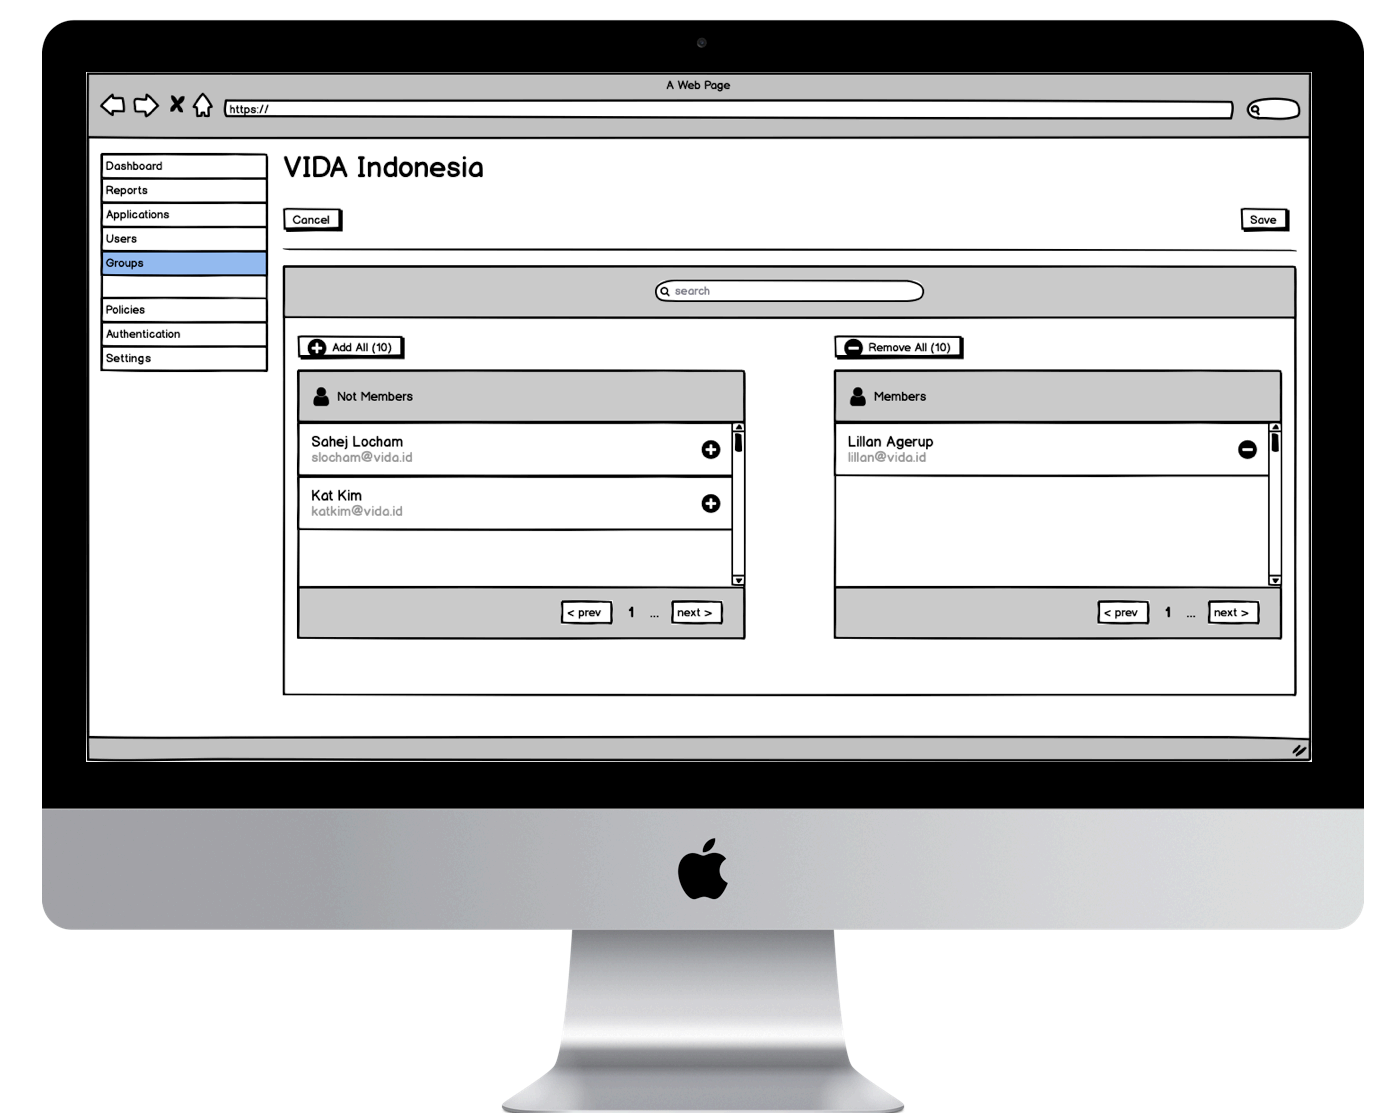 A Web Page
https://
Dashboard
Reports
Applications
Users
Groups
Policies
Authentication
Settings
VIDA Indonesia
Cancel
Save
search
Add All (10)
Not Members
Sahej Locham
slocham@vida.id
Kat Kim
katkim@vida.id
< prev 1 ... next >
Remove All (10)
Members
Lillan Agerup
lillan@vida.id
< prev 1 ... next >